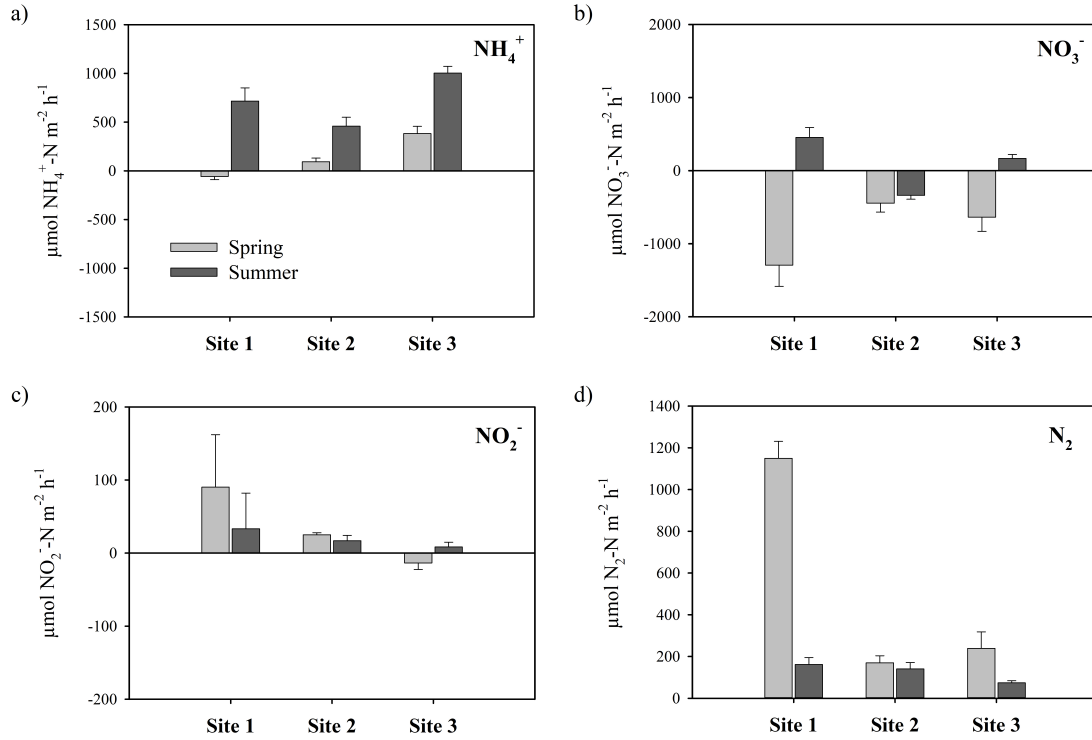 a)
NH₄⁺
1500
1000
500
0
-500
-1000
-1500
µmol NH₄⁺-N m⁻² h⁻¹
Spring
Summer
Site 1 Site 2 Site 3
b)
NO₃⁻
2000
1000
0
-1000
-2000
µmol NO₃⁻-N m⁻² h⁻¹
Site 1 Site 2 Site 3
c)
NO₂⁻
200
100
0
-100
-200
µmol NO₂⁻-N m⁻² h⁻¹
Site 1 Site 2 Site 3
d)
N₂
1400
1200
1000
800
600
400
200
0
µmol N₂-N m⁻² h⁻¹
Site 1 Site 2 Site 3